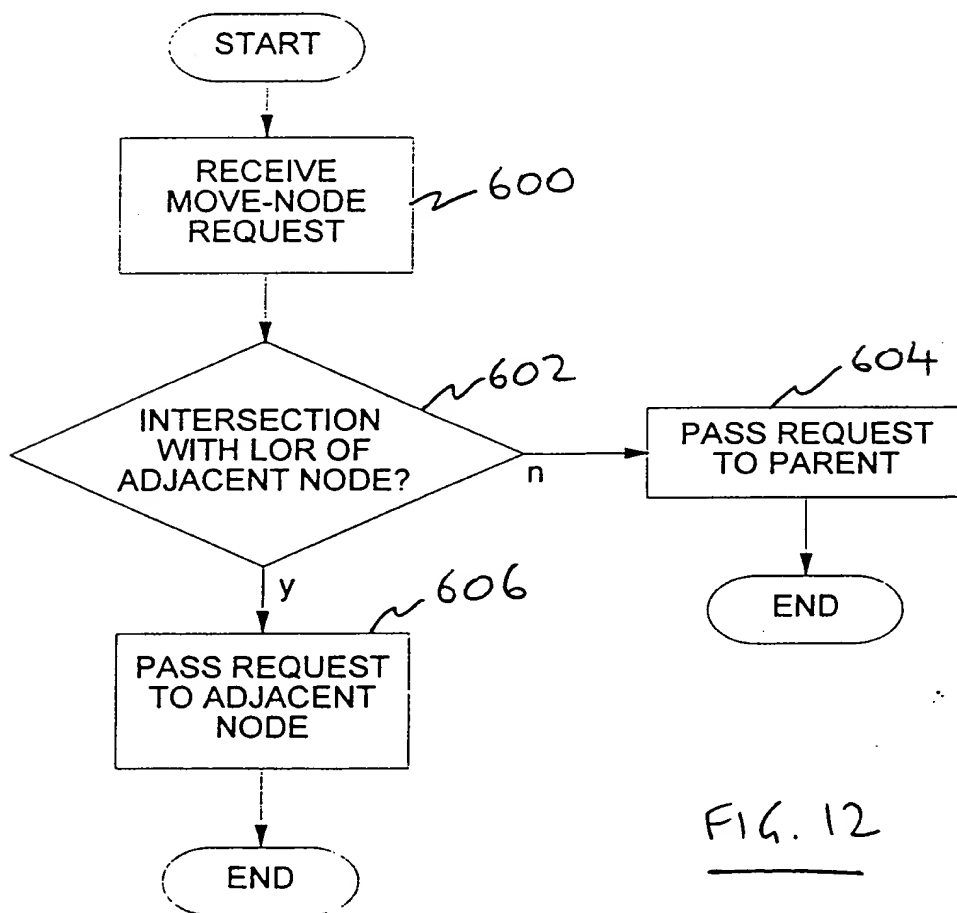 START
RECEIVE
MOVE-NODE
REQUEST
600
INTERSECTION
WITH LOR OF
ADJACENT NODE?
602
n
604
PASS REQUEST
TO PARENT
END
y
606
PASS REQUEST
TO ADJACENT
NODE
END
FIG. 12